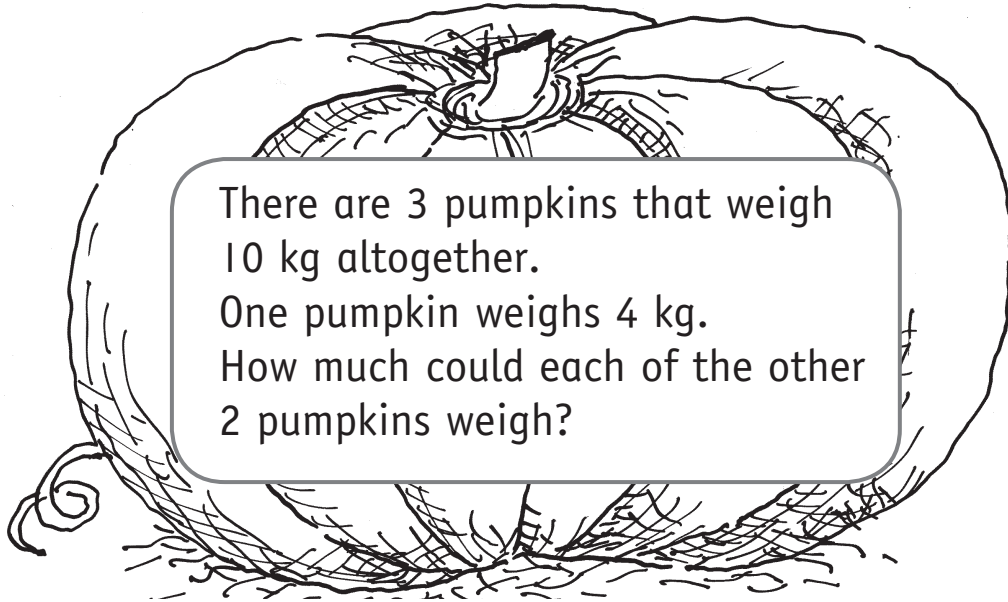 There are 3 pumpkins that weigh
10 kg altogether.
One pumpkin weighs 4 kg.
How much could each of the other
2 pumpkins weigh?